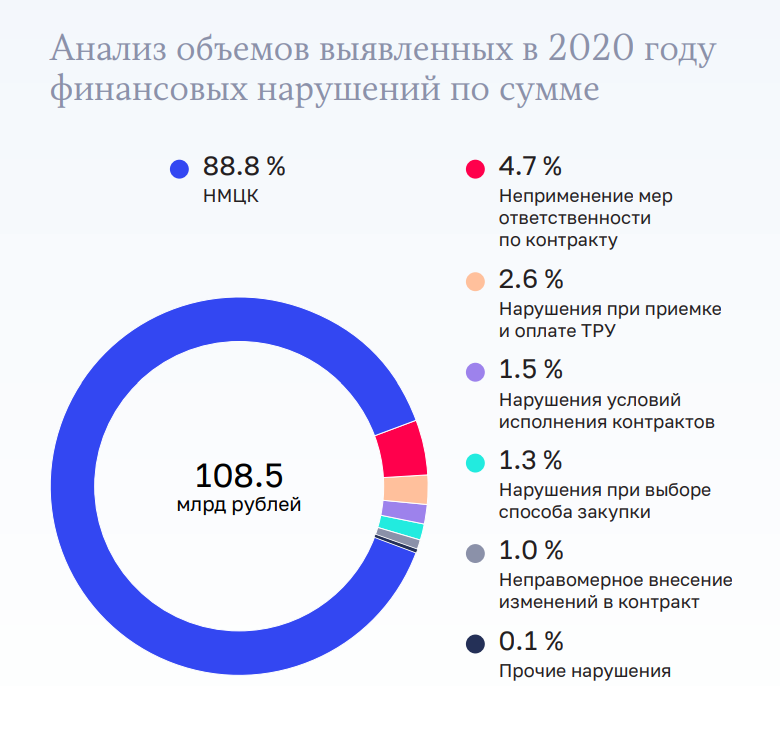 Анализ объемов выявленных в 2020 году
финансовых нарушений по сумме
88.8 %
НМЦК
4.7 %
Неприменение мер
ответственности
по контракту
2.6 %
Нарушения при приемке
и оплате ТРУ
1.5 %
Нарушения условий
исполнения контрактов
1.3 %
Нарушения при выборе
способа закупки
1.0 %
Неправомерное внесение
изменений в контракт
0.1 %
Прочие нарушения
108.5
млрд рублей